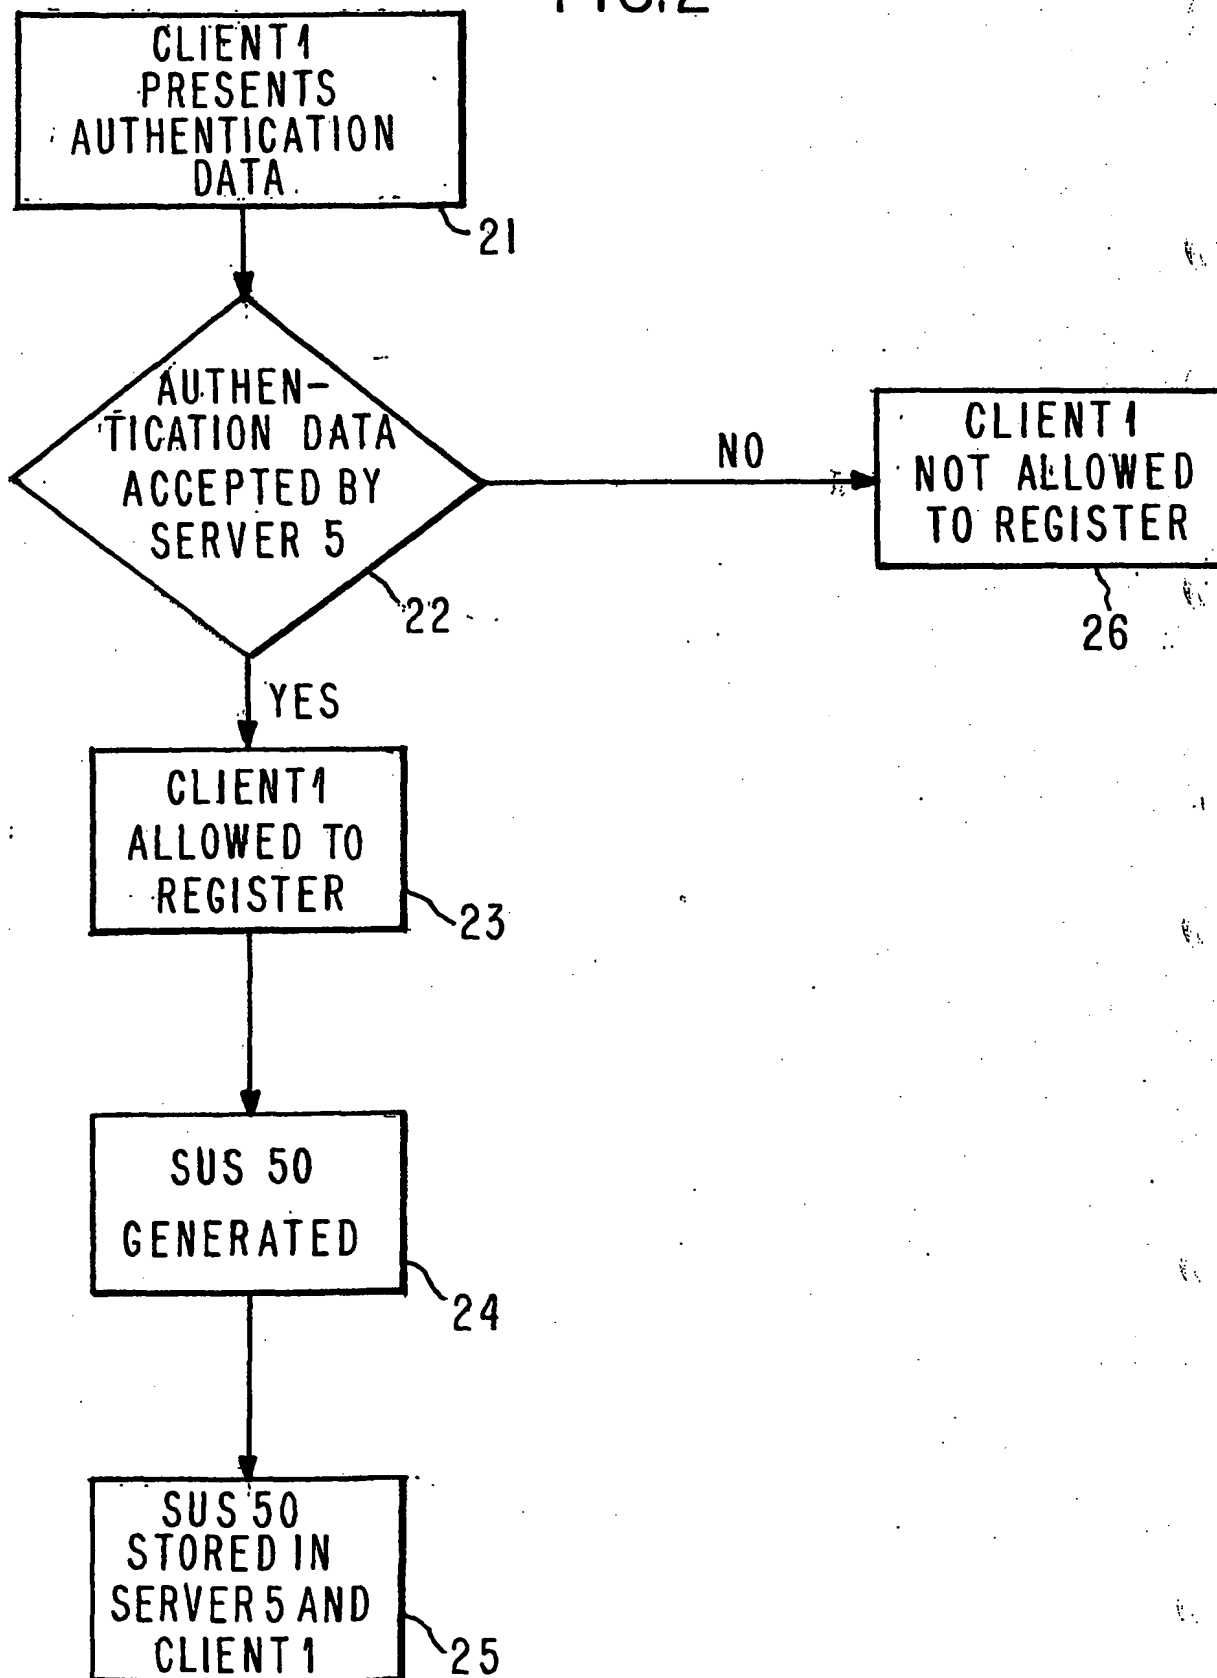 FIG. 2
CLIENT 1
PRESENTS
AUTHENTICATION
DATA
21
AUTHEN-
TICATION DATA
ACCEPTED BY
SERVER 5
22
NO
CLIENT 1
NOT ALLOWED
TO REGISTER
26
YES
CLIENT 1
ALLOWED TO
REGISTER
23
SUS 50
GENERATED
24
SUS 50
STORED IN
SERVER 5 AND
CLIENT 1
25